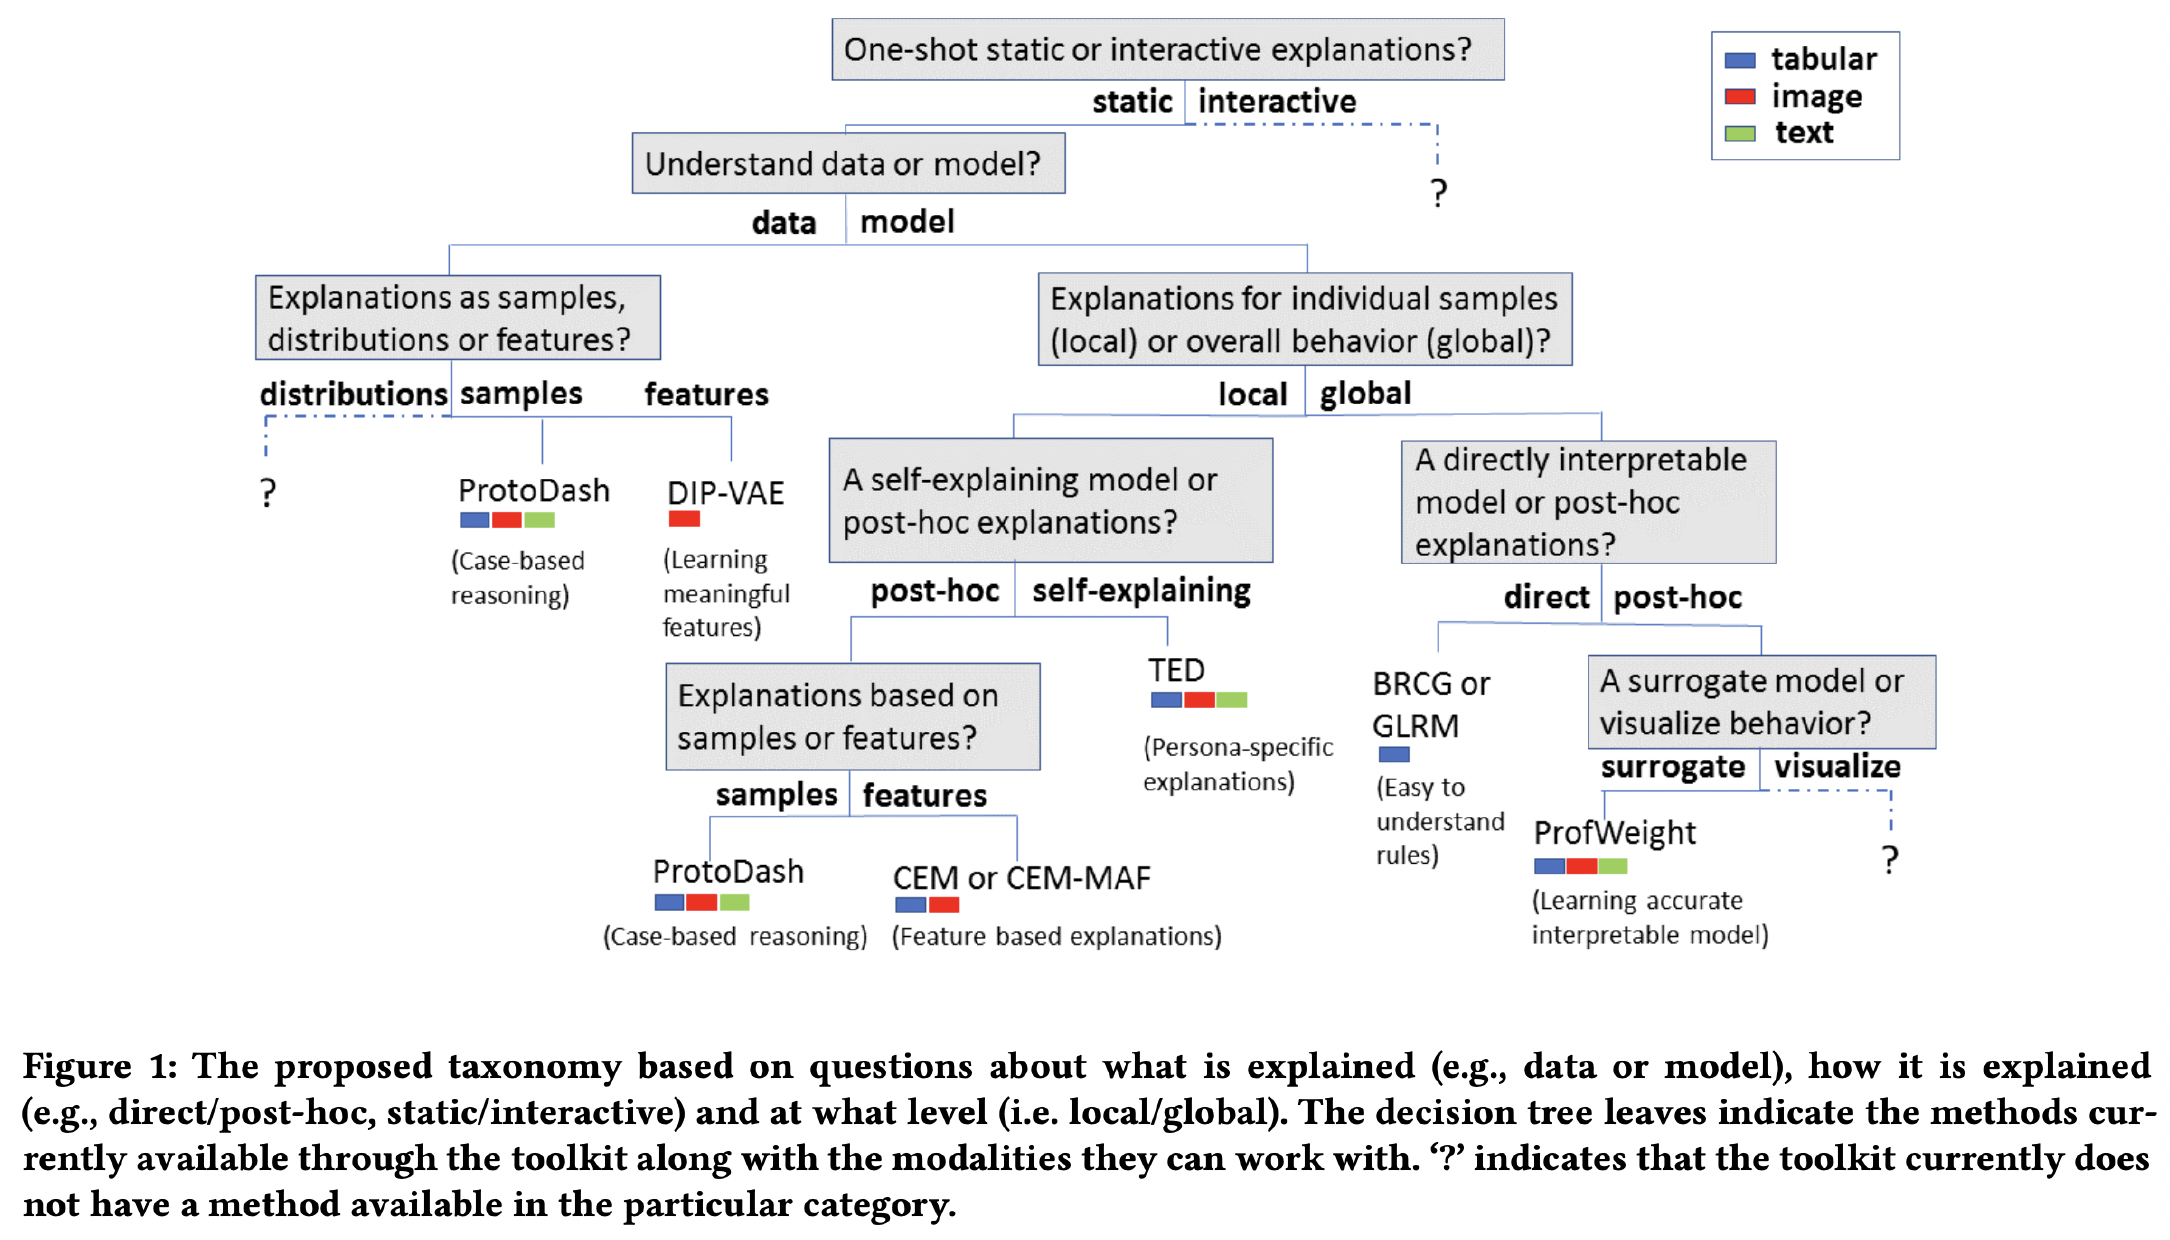 One-shot static or interactive explanations?
tabular
image
text
static interactive
Understand data or model?
?
data model
Explanations as samples,
distributions or features?
Explanations for individual samples
(local) or overall behavior (global)?
distributions samples features
local global
?
ProtoDash
(Case-based
reasoning)
DIP-VAE
(Learning
meaningful
features)
A self-explaining model or
post-hoc explanations?
A directly interpretable
model or post-hoc
explanations?
post-hoc self-explaining
direct post-hoc
Explanations based on
samples or features?
TED
(Persona-specific
explanations)
BRCG or
GLRM
(Easy to
understand
rules)
A surrogate model or
visualize behavior?
samples features
surrogate visualize
ProtoDash
(Case-based reasoning)
CEM or CEM-MAF
(Feature based explanations)
ProfWeight
(Learning accurate
interpretable model)
?
Figure 1: The proposed taxonomy based on questions about what is explained (e.g., data or model), how it is explained
(e.g., direct/post-hoc, static/interactive) and at what level (i.e. local/global). The decision tree leaves indicate the methods cur-
rently available through the toolkit along with the modalities they can work with. ‘?’ indicates that the toolkit currently does
not have a method available in the particular category.